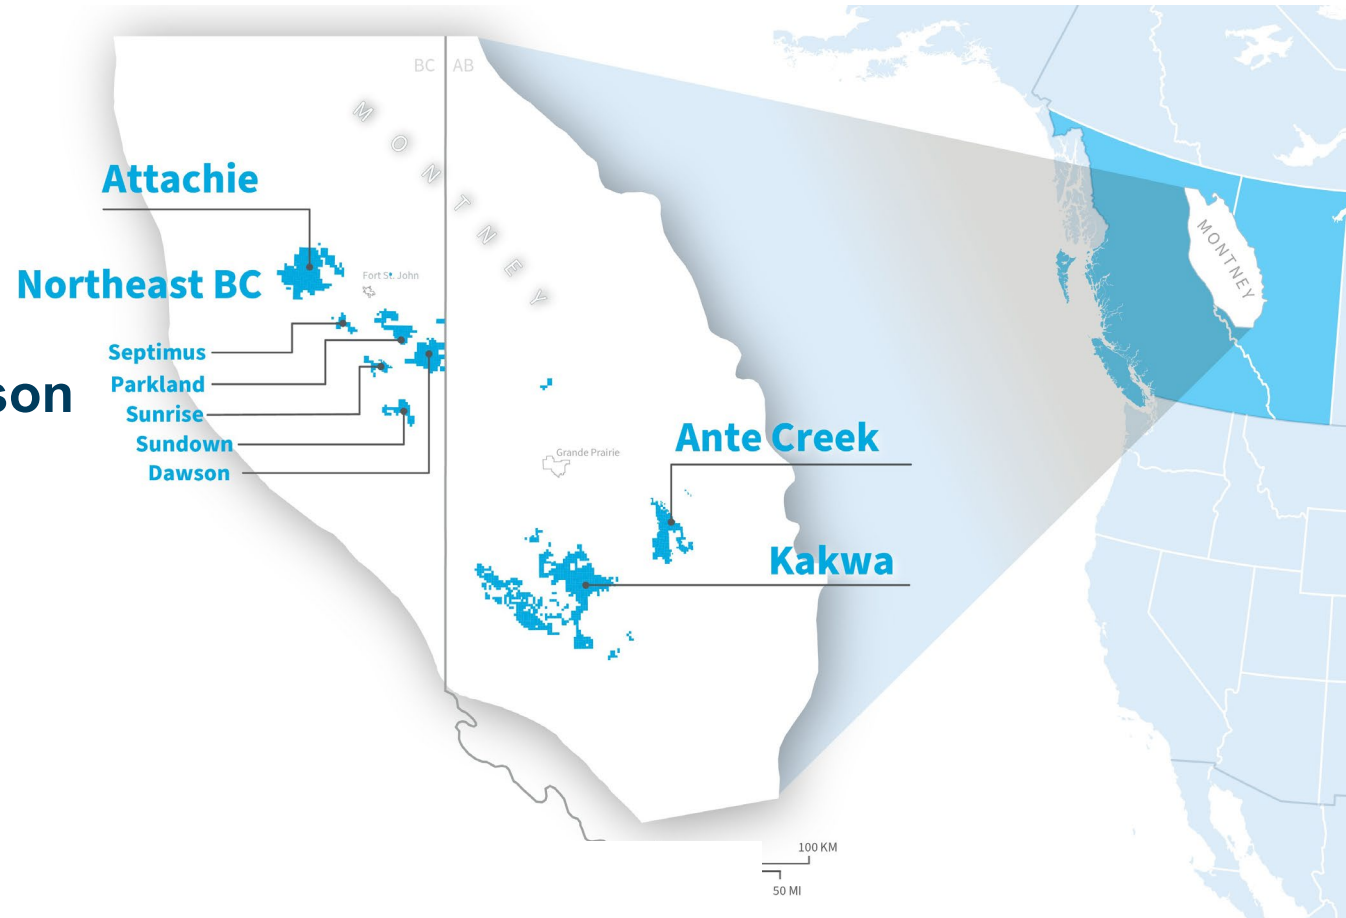 BC AB
MONTNEY
Attachie
Northeast BC
Fort St. John
Septimus
Parkland
Sunrise
Sundown
Dawson
son
Grande Prairie
Ante Creek
Kakwa
MONTNEY
100 KM
50 MI